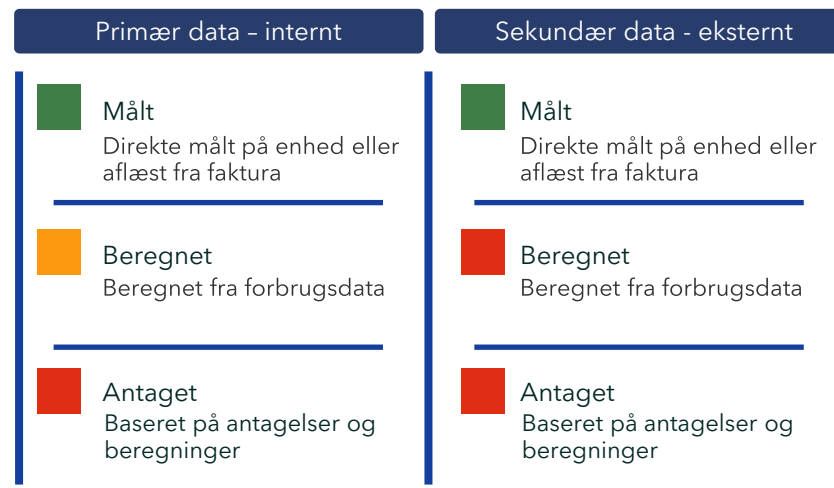 Primær data – internt
Målt
Direkte målt på enhed eller
aflæst fra faktura
Beregnet
Beregnet fra forbrugsdata
Antaget
Baseret på antagelser og
beregninger
Sekundær data - eksternt
Målt
Direkte målt på enhed eller
aflæst fra faktura
Beregnet
Beregnet fra forbrugsdata
Antaget
Baseret på antagelser og
beregninger